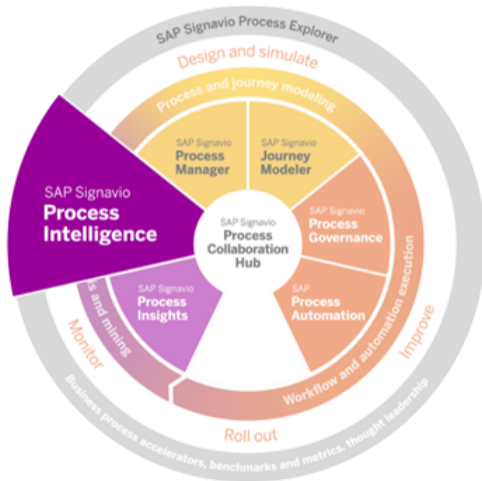 SAP Signavio Process Explorer
Design and simulate
Process and journey modeling
SAP Signavio
Process
Manager
SAP Signavio
Journey
Modeler
SAP Signavio
Process
Intelligence
SAP Signavio
Process
Collaboration
Hub
SAP Signavio
Process
Governance
SAP Signavio
Process
Insights
SAP
Process
Automation
and mining
Monitor
Workflow and automation execution
Improve
Roll out
Business process accelerators, benchmarks and metrics, thought leadership